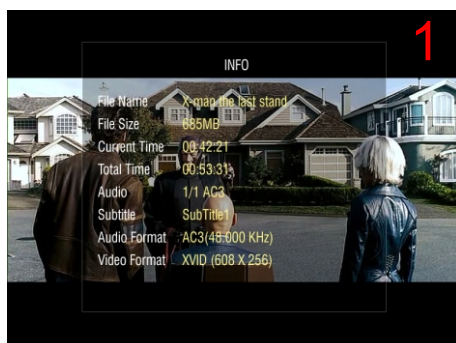 1
INFO
File Name X-man the last stand
File Size 685MB
Current Time 00:42:21
Total Time 00:53:31
Audio 1/1 AC3
Subtitle SubTitle1
Audio Format AC3(48.000 KHz)
Video Format XVID (608 X 256)